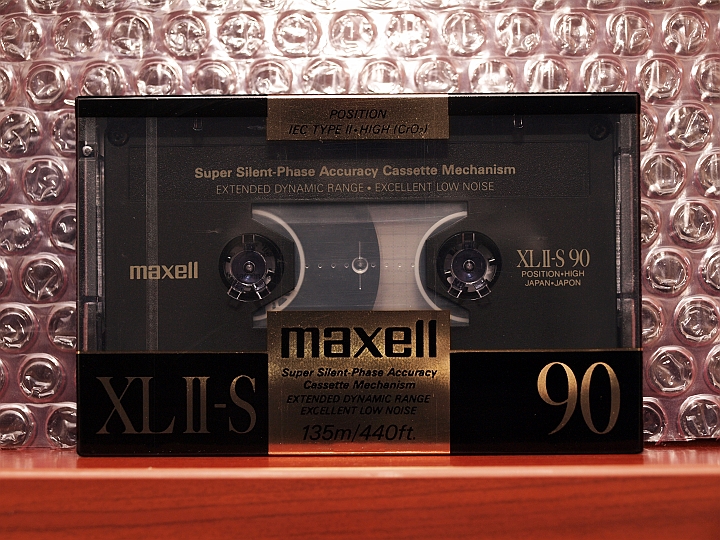 POSITION
IEC TYPE II•HIGH (CrO₂)
Super Silent-Phase Accuracy Cassette Mechanism
EXTENDED DYNAMIC RANGE • EXCELLENT LOW NOISE
maxell
XLII-S 90
POSITION•HIGH
JAPAN•JAPON
maxell
Super Silent-Phase Accuracy
Cassette Mechanism
EXTENDED DYNAMIC RANGE
EXCELLENT LOW NOISE
135m/440ft.
XLII-S
90